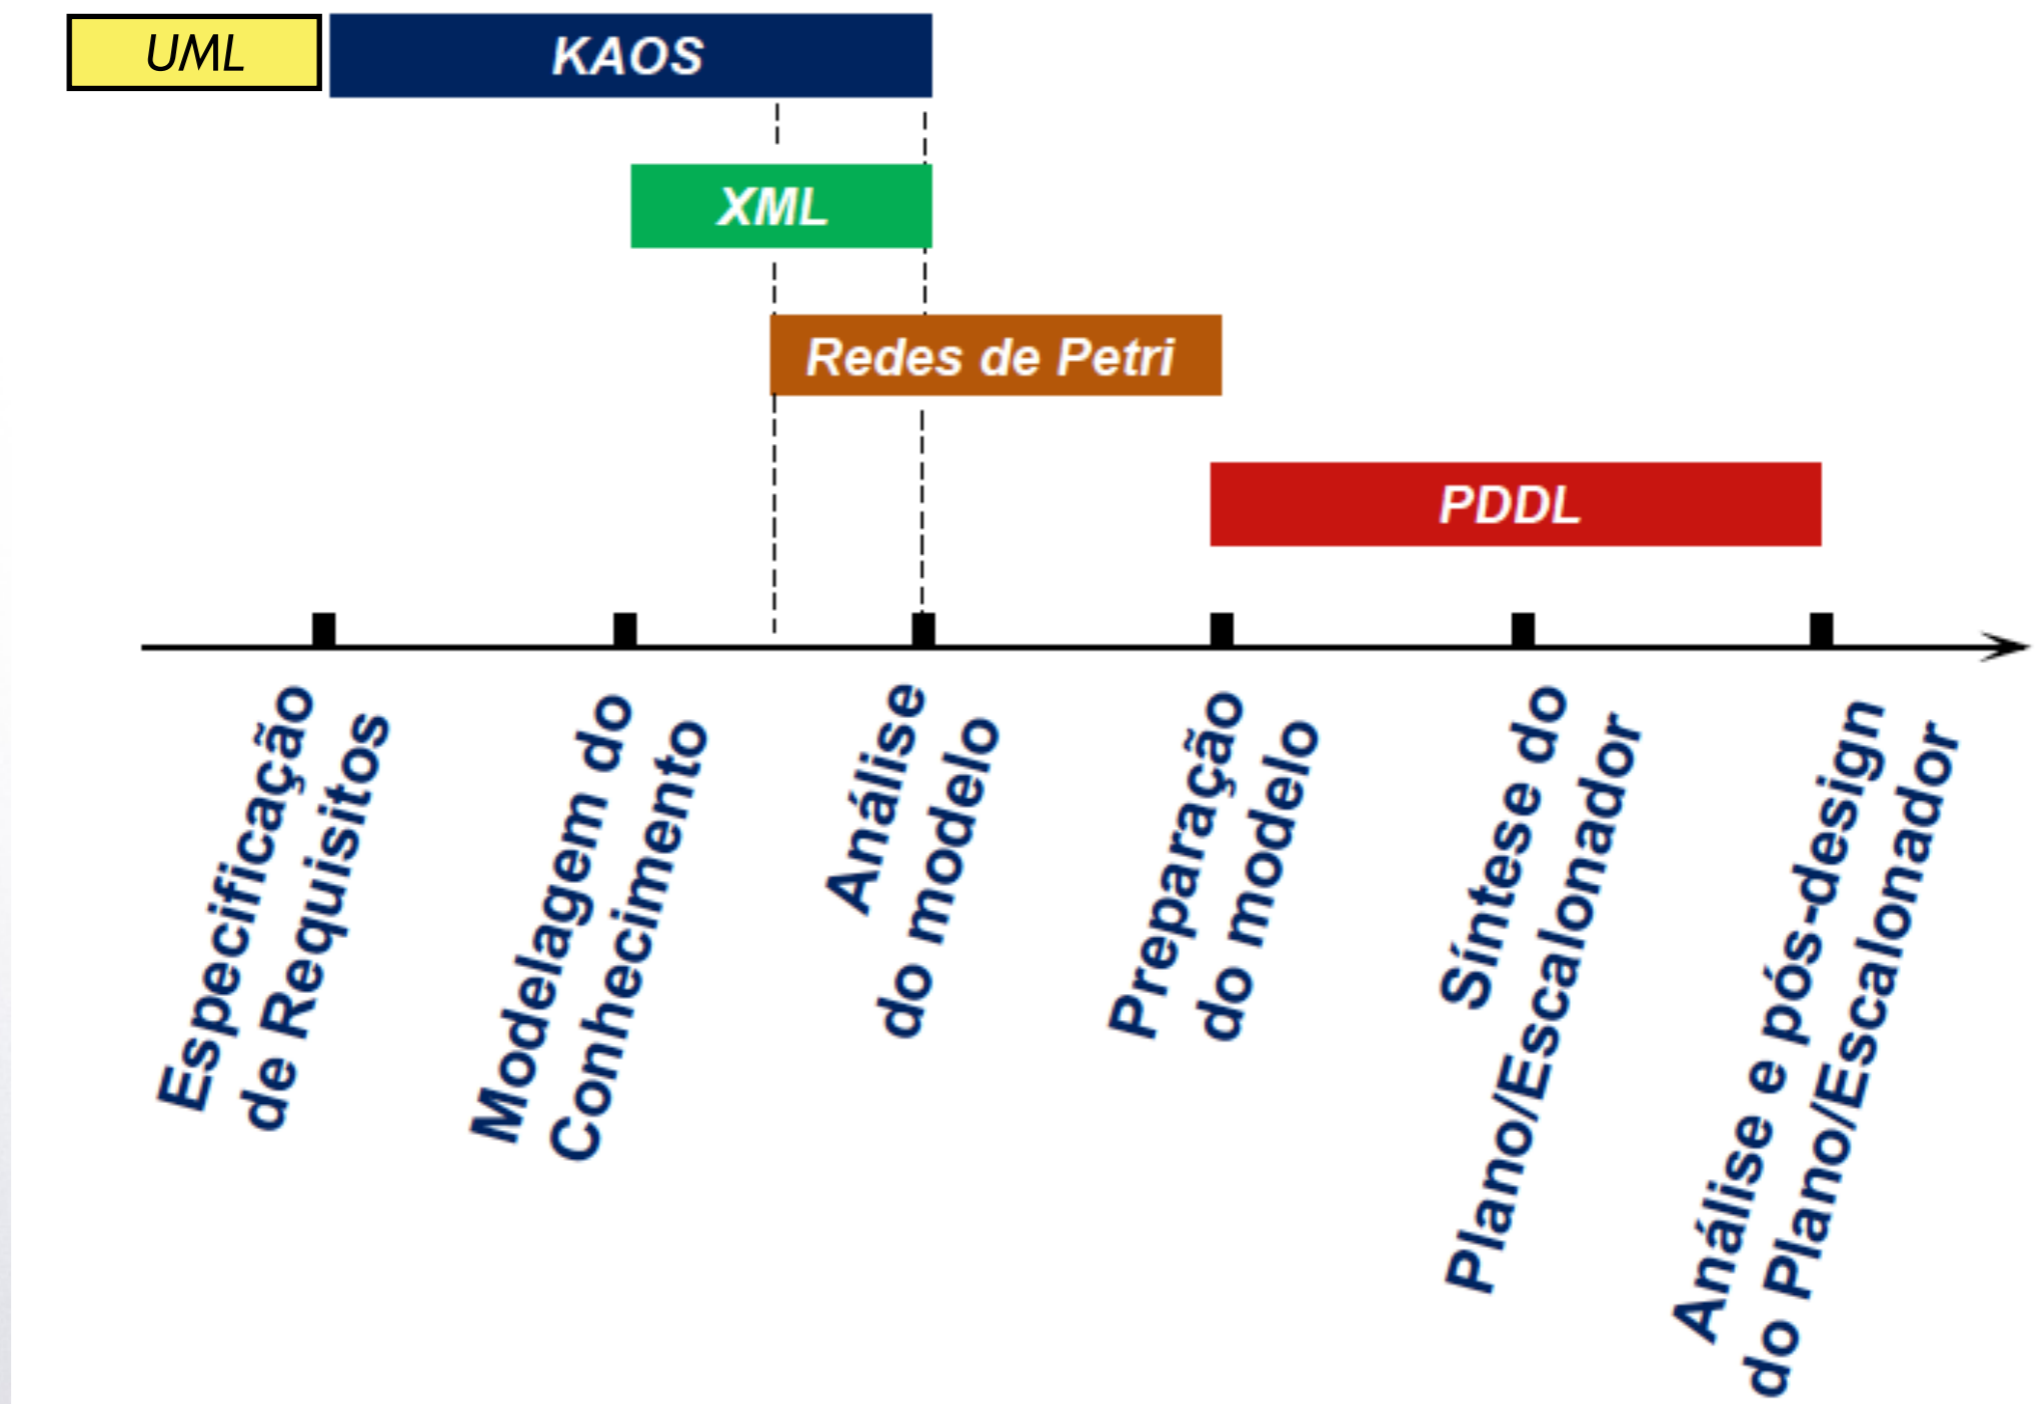 UML
KAOS
XML
Redes de Petri
PDDL
Especificação
de Requisitos
Modelagem do
Conhecimento
Análise
do modelo
Preparação
do modelo
Síntese do
Plano/Escalonador
Análise e pós-design
do Plano/Escalonador